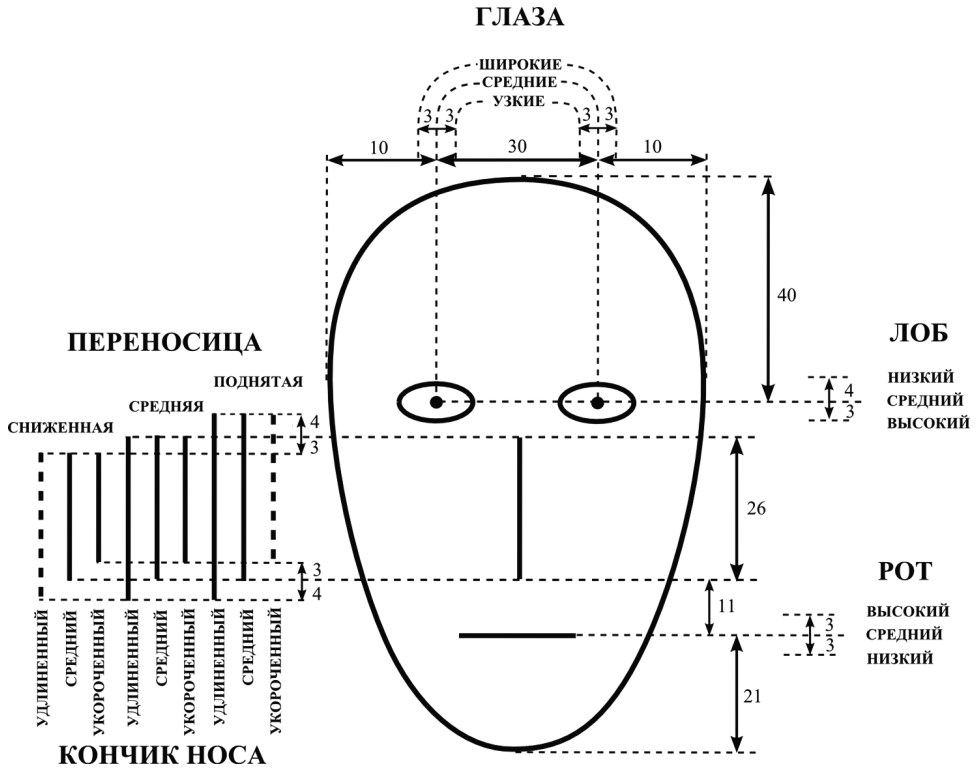 ГЛАЗА
ШИРОКИЕ
СРЕДНИЕ
УЗКИЕ
3 3 3 3
10 30 10
40
ПЕРЕНОСИЦА
ПОДНЯТАЯ
СРЕДНЯЯ
СНИЖЕННАЯ
4
3
ЛОБ
НИЗКИЙ
4
СРЕДНИЙ
3
ВЫСОКИЙ
26
3
4
11
РОТ
ВЫСОКИЙ
3
СРЕДНИЙ
3
НИЗКИЙ
21
УДЛИНЕННЫЙ
СРЕДНИЙ
УКОРОЧЕННЫЙ
УДЛИНЕННЫЙ
СРЕДНИЙ
УКОРОЧЕННЫЙ
УДЛИНЕННЫЙ
СРЕДНИЙ
УКОРОЧЕННЫЙ
КОНЧИК НОСА